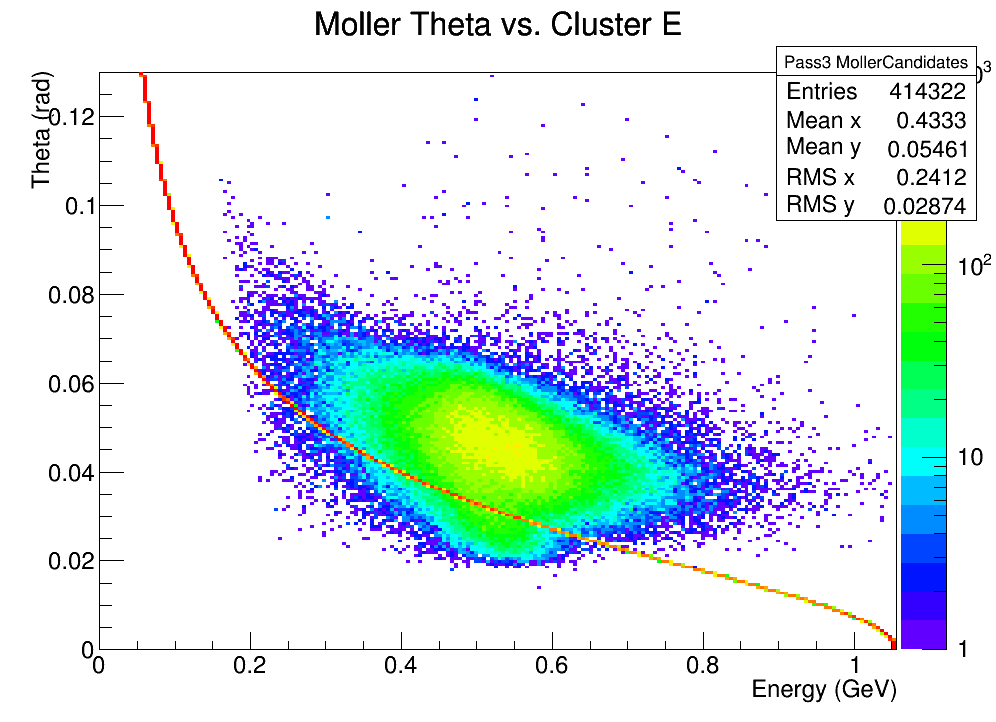 Moller Theta vs. Cluster E
Pass3 MollerCandidates
Entries 414322
Mean x 0.4333
Mean y 0.05461
RMS x 0.2412
RMS y 0.02874
Theta (rad)
0.12
0.1
0.08
0.06
0.04
0.02
0
0 0.2 0.4 0.6 0.8 1
Energy (GeV)
3
10²
10
1